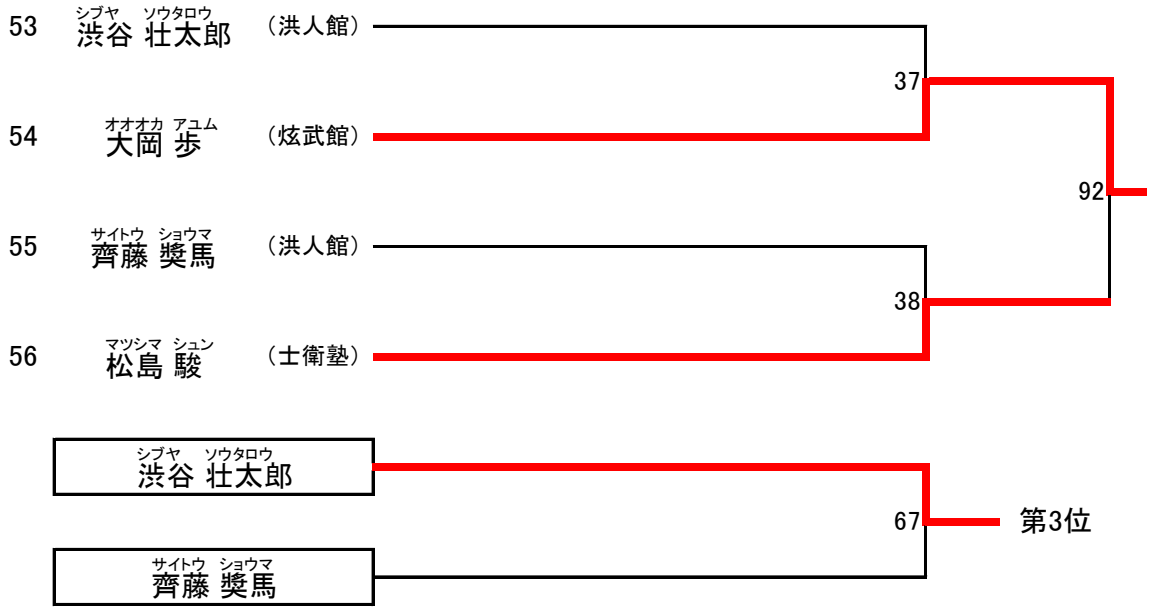 シブヤ ソウタロウ
53 渋谷 壮太郎 （洪人館）
37
オオオカ アユム
54 大岡 歩 （炫武館）
92
サイトウ ショウマ
55 齊藤 奬馬 （洪人館）
38
マツシマ シュン
56 松島 駿 （士衛塾）
シブヤ ソウタロウ
渋谷 壮太郎
67 第3位
サイトウ ショウマ
齊藤 奬馬